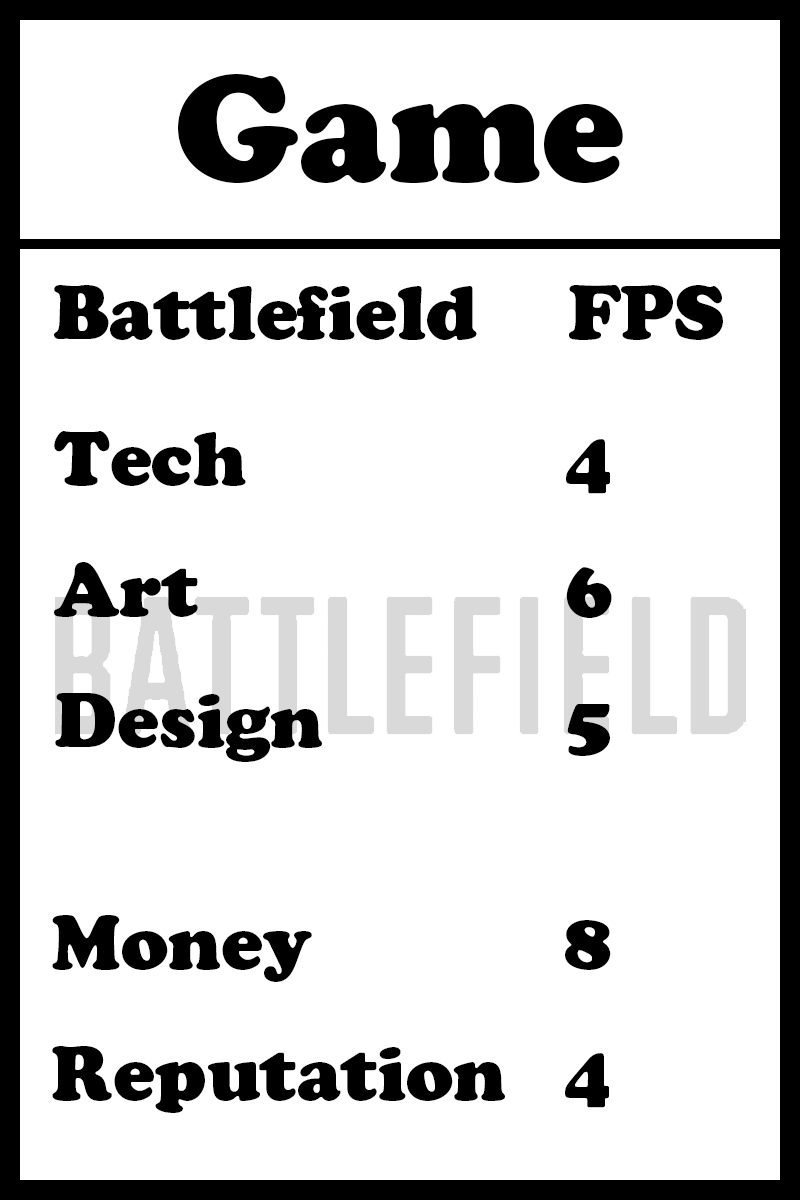 Game
Battlefield FPS
Tech 4
Art 6
BATTLEFIELD
Design 5
Money 8
Reputation 4